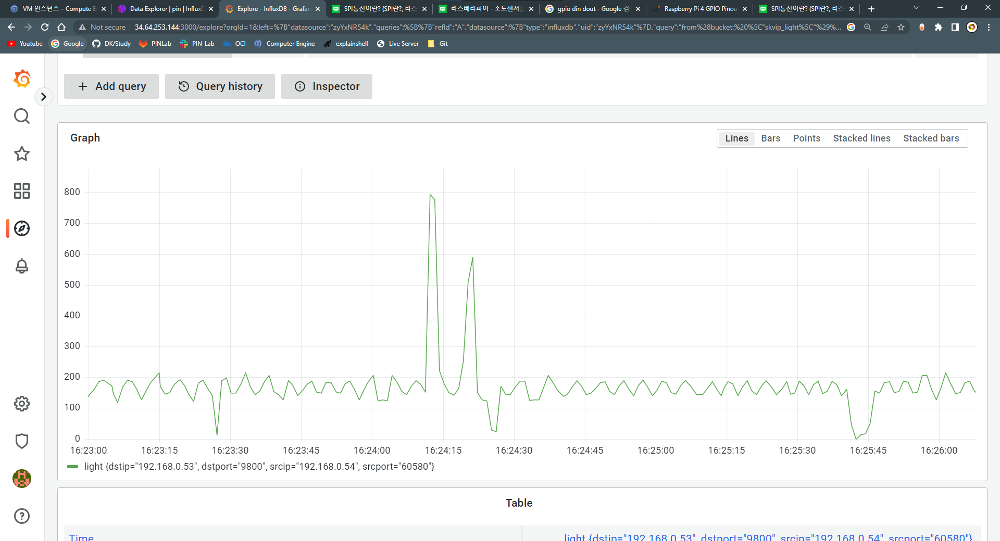 VM 인스턴스 – Compute E
Data Explorer | pin | InfluxD
Explore - InfluxDB - Grafan
SPI통신이란? (SPI란?, 라즈
라즈베리파이 - 조도센서를
gpio din dout - Google 검
Raspberry Pi 4 GPIO Pinou
SPI통신이란? (SPI란?, 라즈
Not secure
34.64.253.144:3000/explore?orgId=1&left=%7B"datasource":"zyYxNR54k","queries":%5B%7B"refId":"A","datasource":%7B"type":"influxdb","uid":"zyYxNR54k"%7D,"query":"from%28bucket:%20%5C"skvip_light%5C"%29%...
Youtube
Google
DK/Study
PINLab
PIN-Lab
OCI
Computer Engine
explainshell
Live Server
Git
Add query
Query history
Inspector
Graph
Lines
Bars
Points
Stacked lines
Stacked bars
800
700
600
500
400
300
200
100
0
16:23:00
16:23:15
16:23:30
16:23:45
16:24:00
16:24:15
16:24:30
16:24:45
16:25:00
16:25:15
16:25:30
16:25:45
16:26:00
light {dstip="192.168.0.53", dstport="9800", srcip="192.168.0.54", srcport="60580"}
Table
Time
light {dstip="192.168.0.53", dstport="9800", srcip="192.168.0.54", srcport="60580"}